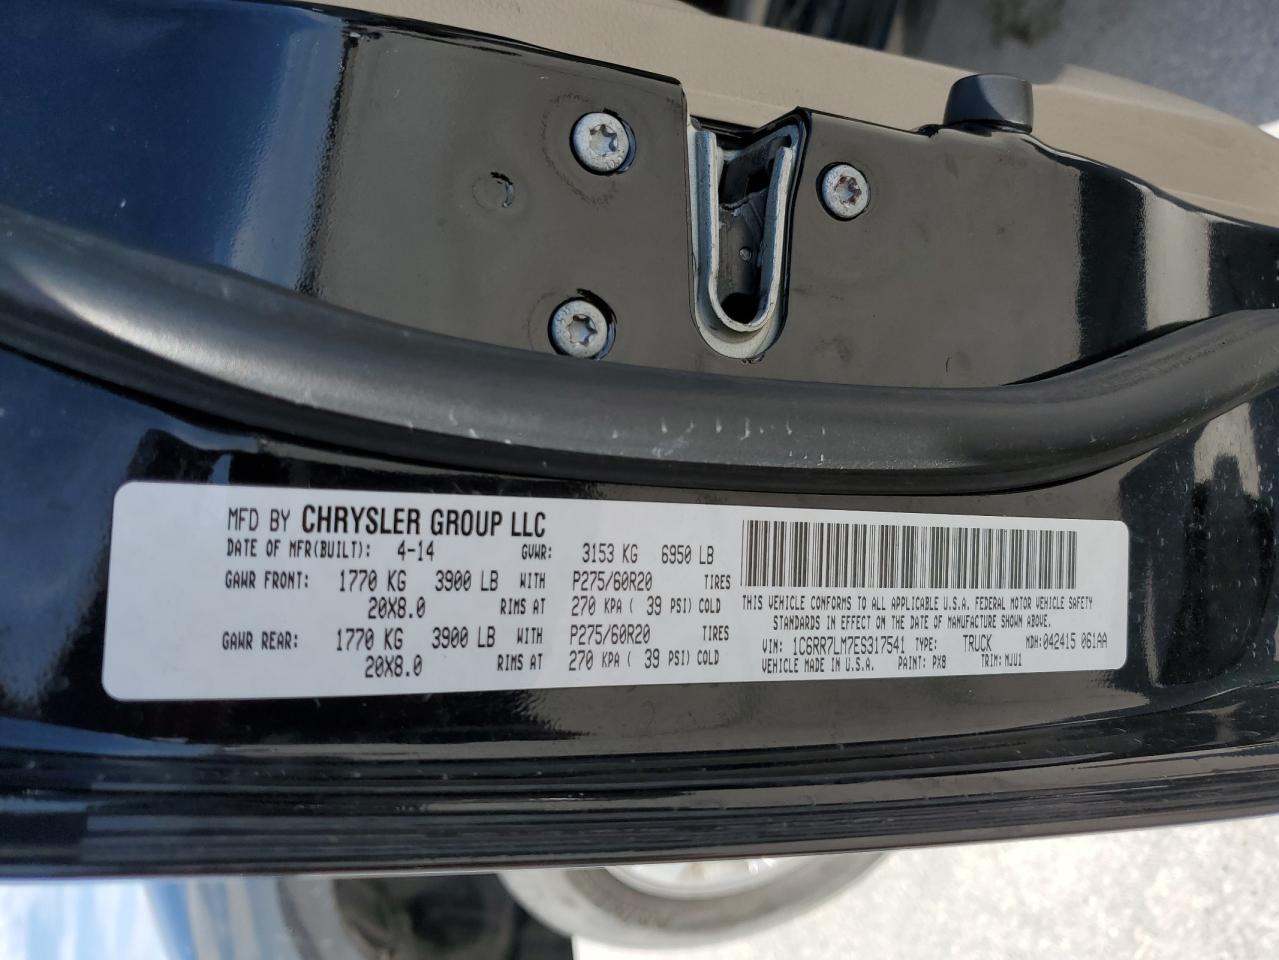 MFD BY CHRYSLER GROUP LLC
DATE OF MFR(BUILT): 4-14 GVWR: 3153 KG 6950 LB
GAWR FRONT: 1770 KG 3900 LB WITH P275/60R20 TIRES
20X8.0 RIMS AT 270 KPA ( 39 PSI) COLD
GAWR REAR: 1770 KG 3900 LB WITH P275/60R20 TIRES
20X8.0 RIMS AT 270 KPA ( 39 PSI) COLD
THIS VEHICLE CONFORMS TO ALL APPLICABLE U.S.A. FEDERAL MOTOR VEHICLE SAFETY
STANDARDS IN EFFECT ON THE DATE OF MANUFACTURE SHOWN ABOVE.
VIN: 1C6RR7LM7ES317541 TYPE: TRUCK MDH: 042415 061AA
VEHICLE MADE IN U.S.A. PAINT: PX8 TRIM: MJU1